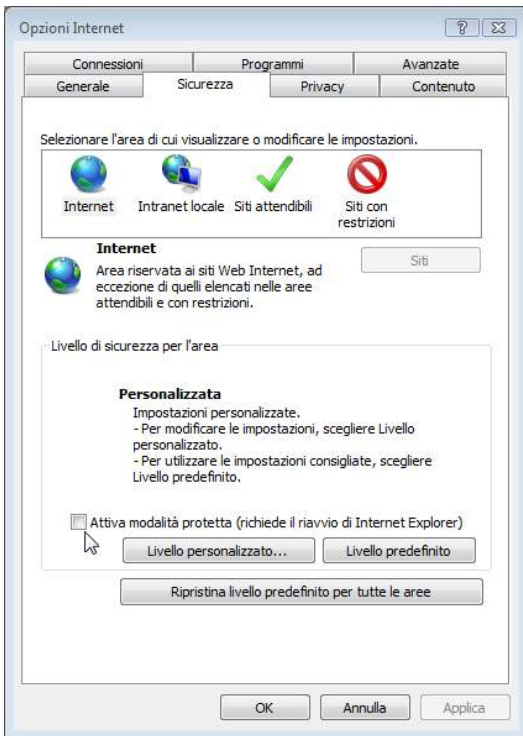 Opzioni Internet
Connessioni Programmi Avanzate
Generale Sicurezza Privacy Contenuto
Selezionare l'area di cui visualizzare o modificare le impostazioni.
Internet Intranet locale Siti attendibili Siti con
restrizioni
Internet
Siti
Area riservata ai siti Web Internet, ad
eccezione di quelli elencati nelle aree
attendibili e con restrizioni.
Livello di sicurezza per l'area
Personalizzata
Impostazioni personalizzate.
- Per modificare le impostazioni, scegliere Livello
personalizzato.
- Per utilizzare le impostazioni consigliate, scegliere
Livello predefinito.
Attiva modalità protetta (richiede il riavvio di Internet Explorer)
Livello personalizzato... Livello predefinito
Ripristina livello predefinito per tutte le aree
OK Annulla Applica